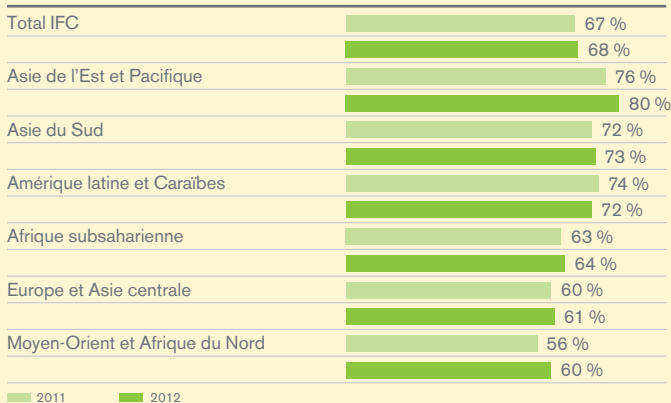 Total IFC 67 %
68 %
Asie de l'Est et Pacifique 76 %
80 %
Asie du Sud 72 %
73 %
Amérique latine et Caraïbes 74 %
72 %
Afrique subsaharienne 63 %
64 %
Europe et Asie centrale 60 %
61 %
Moyen-Orient et Afrique du Nord 56 %
60 %
2011 2012